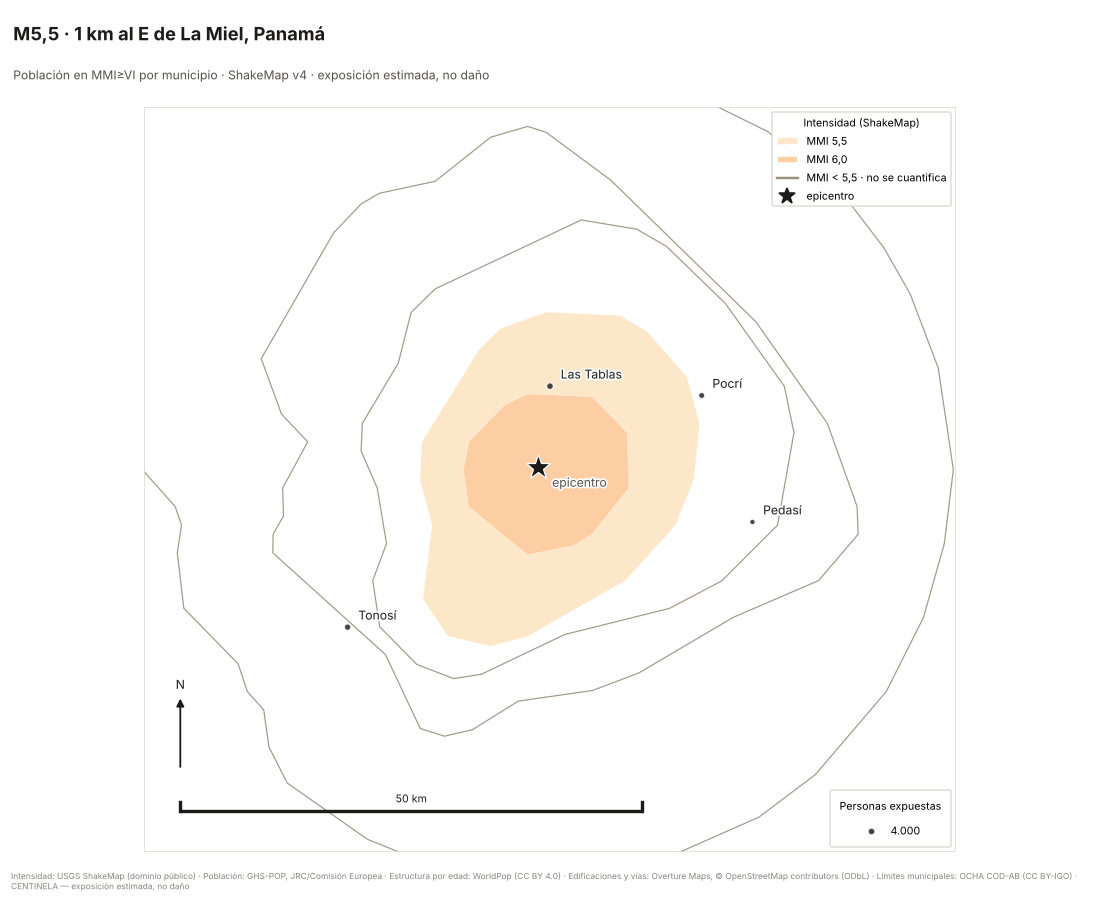 M5,5 · 1 km al E de La Miel, Panamá
Población en MMI≥VI por municipio · ShakeMap v4 · exposición estimada, no daño
Intensidad (ShakeMap)
MMI 5,5
MMI 6,0
MMI < 5,5 · no se cuantifica
epicentro
Las Tablas
Pocrí
epicentro
Pedasí
Tonosí
N
50 km
Personas expuestas
4.000
Intensidad: USGS ShakeMap (dominio público) · Población: GHS-POP, JRC/Comisión Europea · Estructura por edad: WorldPop (CC BY 4.0) · Edificaciones y vías: Overture Maps, © OpenStreetMap contributors (ODbL) · Límites municipales: OCHA COD-AB (CC BY-IGO) ·
CENTINELA — exposición estimada, no daño